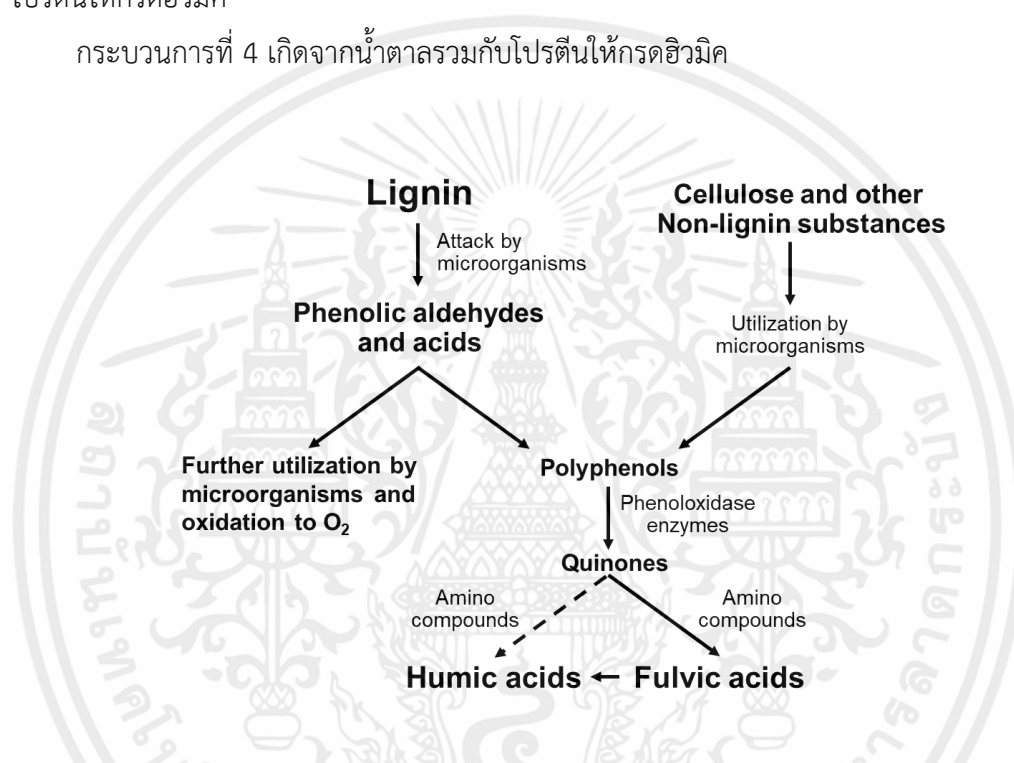 กระบวนการที่ 4 เกิดจากน้ำตาลรวมกับโปรตีนให้กรดฮิวมิค
Lignin
Cellulose and other
Non-lignin substances
Attack by
microorganisms
Phenolic aldehydes
and acids
Utilization by
microorganisms
Further utilization by
microorganisms and
oxidation to O₂
Polyphenols
Phenoloxidase
enzymes
Quinones
Amino
compounds
Amino
compounds
Humic acids
Fulvic acids